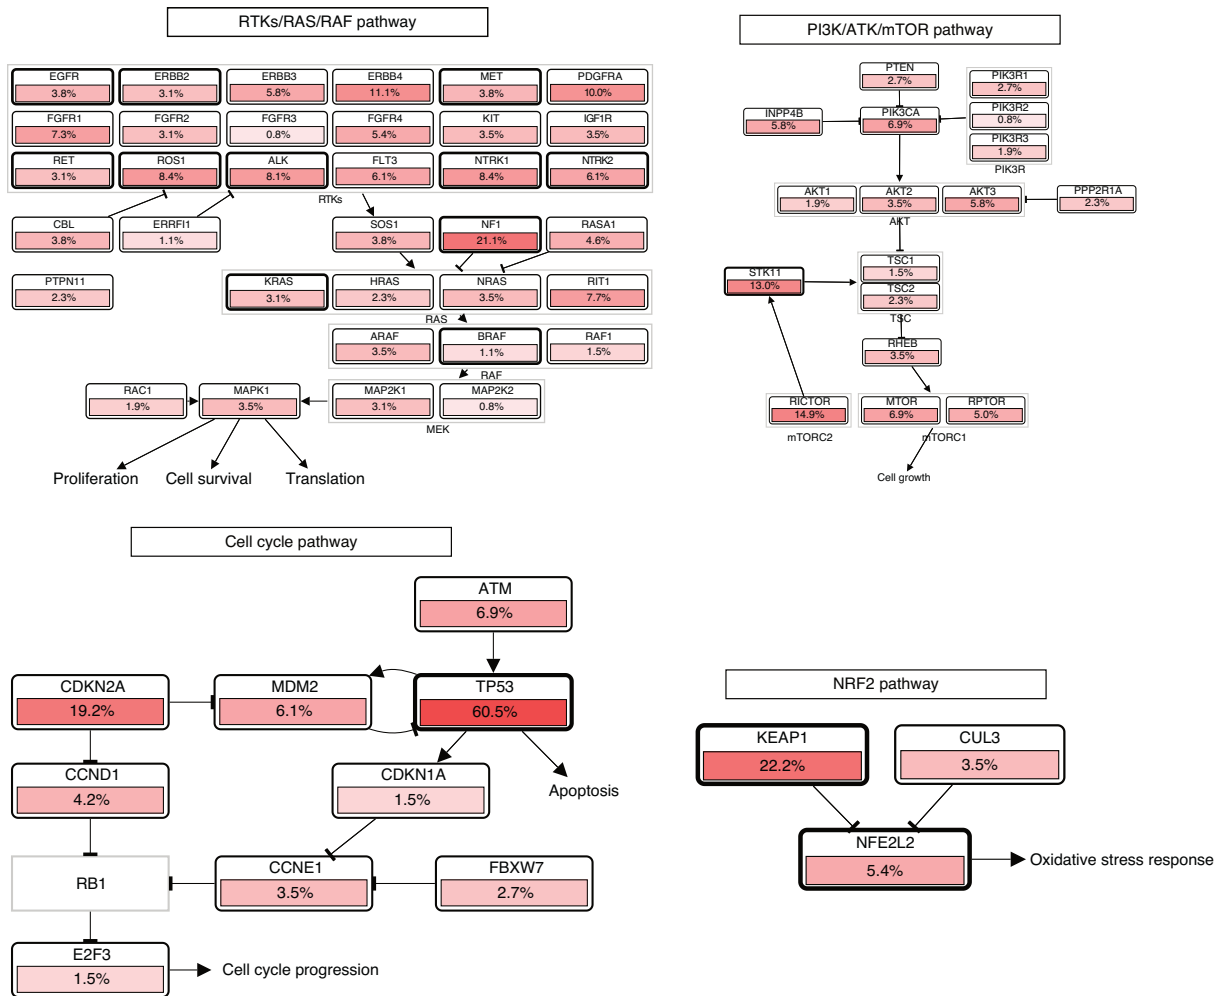 RTKs/RAS/RAF pathway
EGFR ERBB2 ERBB3 ERBB4 MET PDGFRA
3.8% 3.1% 5.8% 11.1% 3.8% 10.0%
FGFR1 FGFR2 FGFR3 FGFR4 KIT IGF1R
7.3% 3.1% 0.8% 5.4% 3.5% 3.5%
RET ROS1 ALK FLT3 NTRK1 NTRK2
3.1% 8.4% 8.1% 6.1% 8.4% 6.1%
RTKs
CBL ERRFI1 SOS1 NF1 RASA1
3.8% 1.1% 3.8% 21.1% 4.6%
PTPN11 KRAS HRAS NRAS RIT1
2.3% 3.1% 2.3% 3.5% 7.7%
RAS
ARAF BRAF RAF1
3.5% 1.1% 1.5%
RAF
RAC1 MAPK1 MAP2K1 MAP2K2
1.9% 3.5% 3.1% 0.8%
MEK
Proliferation Cell survival Translation
PI3K/ATK/mTOR pathway
PTEN PIK3R1
2.7% 2.7%
INPP4B PIK3CA PIK3R2
5.8% 6.9% 0.8%
PIK3R3
1.9%
PIK3R
AKT1 AKT2 AKT3 PPP2R1A
1.9% 3.5% 5.8% 2.3%
AKT
STK11 TSC1
13.0% 1.5%
TSC2
2.3%
TSC
RHEB
3.5%
RICTOR MTOR RPTOR
14.9% 6.9% 5.0%
mTORC2 mTORC1
Cell growth
Cell cycle pathway
ATM
6.9%
CDKN2A MDM2 TP53
19.2% 6.1% 60.5%
CCND1 CDKN1A Apoptosis
4.2% 1.5%
RB1 CCNE1 FBXW7
3.5% 2.7%
E2F3
1.5% Cell cycle progression
NRF2 pathway
KEAP1 CUL3
22.2% 3.5%
NFE2L2
5.4% Oxidative stress response